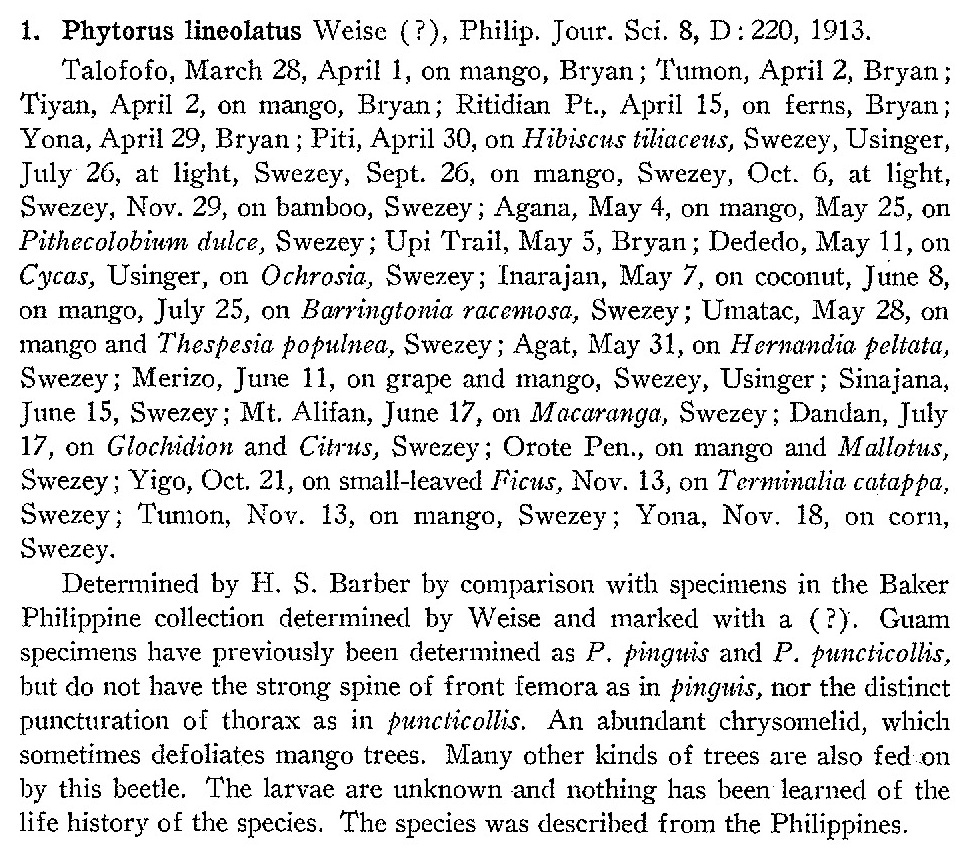 1. Phytorus lineolatus Weise (?), Philip. Jour. Sci. 8, D: 220, 1913.
Talofofo, March 28, April 1, on mango, Bryan; Tumon, April 2, Bryan;
Tiyan, April 2, on mango, Bryan; Ritidian Pt., April 15, on ferns, Bryan;
Yona, April 29, Bryan; Piti, April 30, on Hibiscus tiliaceus, Swezey, Usinger,
July 26, at light, Swezey, Sept. 26, on mango, Swezey, Oct. 6, at light,
Swezey, Nov. 29, on bamboo, Swezey; Agana, May 4, on mango, May 25, on
Pithecolobium dulce, Swezey; Upi Trail, May 5, Bryan; Dededo, May 11, on
Cycas, Usinger, on Ochrosia, Swezey; Inarajan, May 7, on coconut, June 8,
on mango, July 25, on Barringtonia racemosa, Swezey; Umatac, May 28, on
mango and Thespesia populnea, Swezey; Agat, May 31, on Hernandia peltata,
Swezey; Merizo, June 11, on grape and mango, Swezey, Usinger; Sinajana,
June 15, Swezey; Mt. Alifan, June 17, on Macaranga, Swezey; Dandan, July
17, on Glochidion and Citrus, Swezey; Orote Pen., on mango and Mallotus,
Swezey; Yigo, Oct. 21, on small-leaved Ficus, Nov. 13, on Terminalia catappa,
Swezey; Tumon, Nov. 13, on mango, Swezey; Yona, Nov. 18, on corn,
Swezey.
Determined by H. S. Barber by comparison with specimens in the Baker
Philippine collection determined by Weise and marked with a (?). Guam
specimens have previously been determined as P. pinguis and P. puncticollis,
but do not have the strong spine of front femora as in pinguis, nor the distinct
puncturation of thorax as in puncticollis. An abundant chrysomelid, which
sometimes defoliates mango trees. Many other kinds of trees are also fed on
by this beetle. The larvae are unknown and nothing has been learned of the
life history of the species. The species was described from the Philippines.